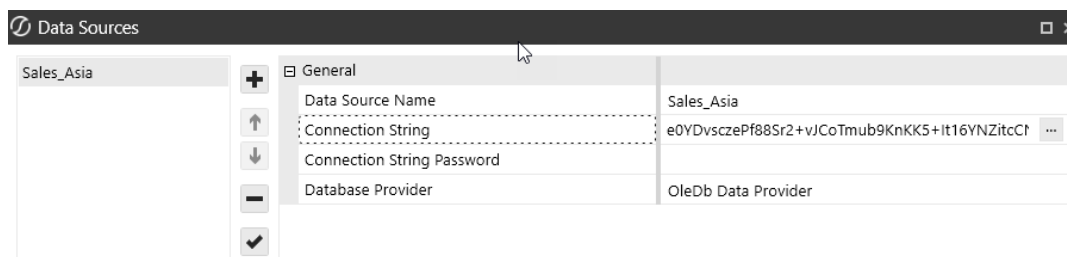 Data Sources
Sales_Asia
General
Data Source Name Sales_Asia
Connection String e0YDvsczePf88Sr2+vJCoTmub9KnKK5+It16YNZitcCN ...
Connection String Password
Database Provider OleDb Data Provider